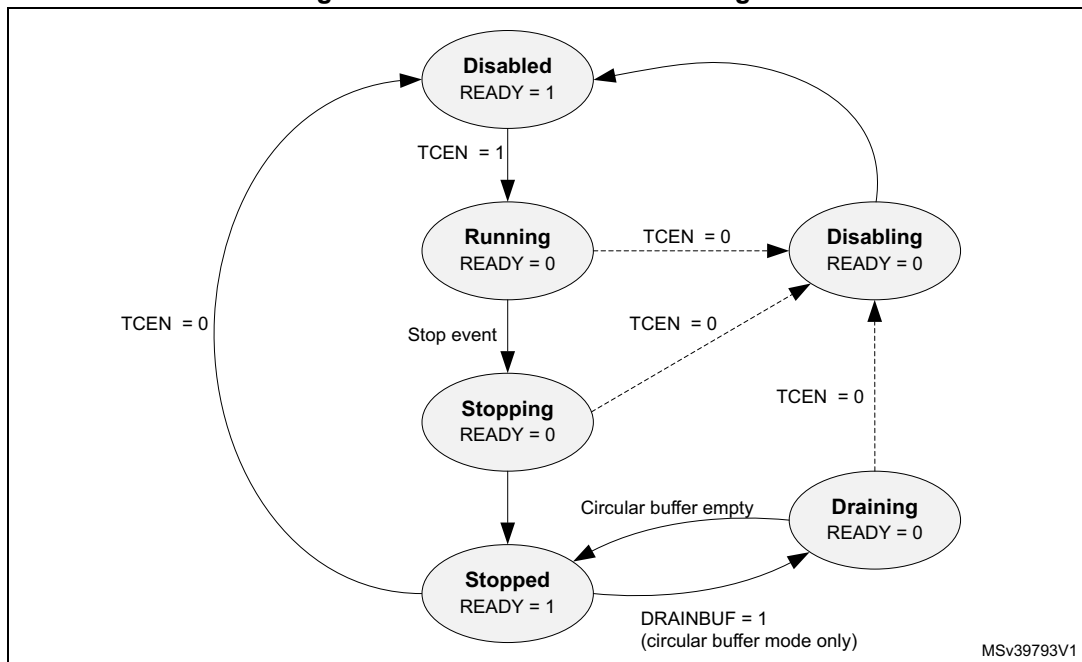 Disabled
READY = 1
TCEN = 1
Running
READY = 0
TCEN = 0
Disabling
READY = 0
TCEN = 0
Stop event
TCEN = 0
TCEN = 0
Stopping
READY = 0
Circular buffer empty
Draining
READY = 0
Stopped
READY = 1
DRAINBUF = 1
(circular buffer mode only)
MSv39793V1